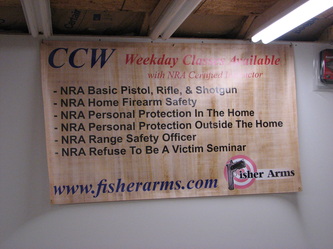 CCW Weekday Classes Available
with NRA Certified Instructor
- NRA Basic Pistol, Rifle, & Shotgun
- NRA Home Firearm Safety
- NRA Personal Protection In The Home
- NRA Personal Protection Outside The Home
- NRA Range Safety Officer
- NRA Refuse To Be A Victim Seminar
www.fisherarms.com Fisher Arms